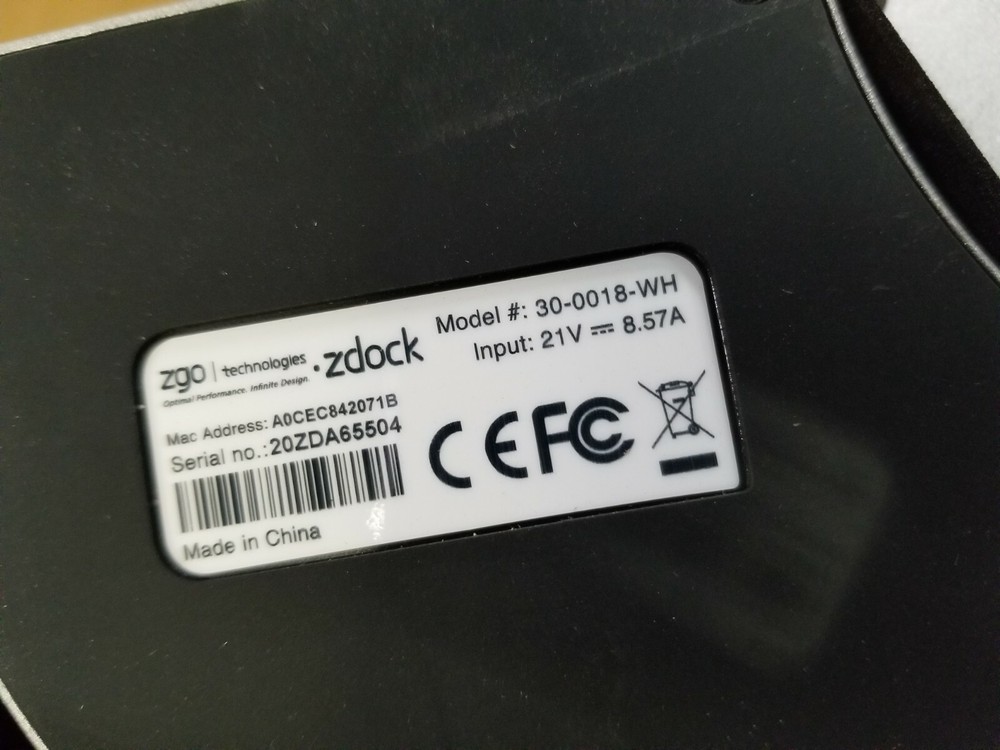 zgo | technologies
Optimal Performance. Infinite Design.
·zdock
Model #: 30-0018-WH
Input: 21V ⎓ 8.57A
Mac Address: A0CEC842071B
Serial no.:20ZDA65504
CE FC
Made in China